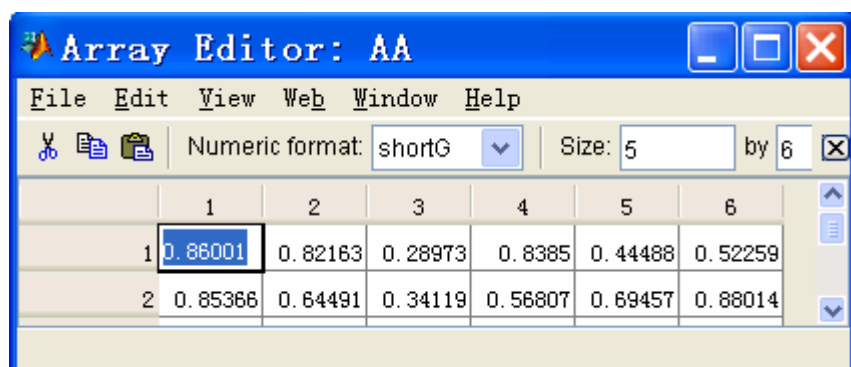 Array Editor: AA
File Edit View Web Window Help
Numeric format: shortG Size: 5 by 6
1 2 3 4 5 6
1 0.86001 0.82163 0.28973 0.8385 0.44488 0.52259
2 0.85366 0.64491 0.34119 0.56807 0.69457 0.88014